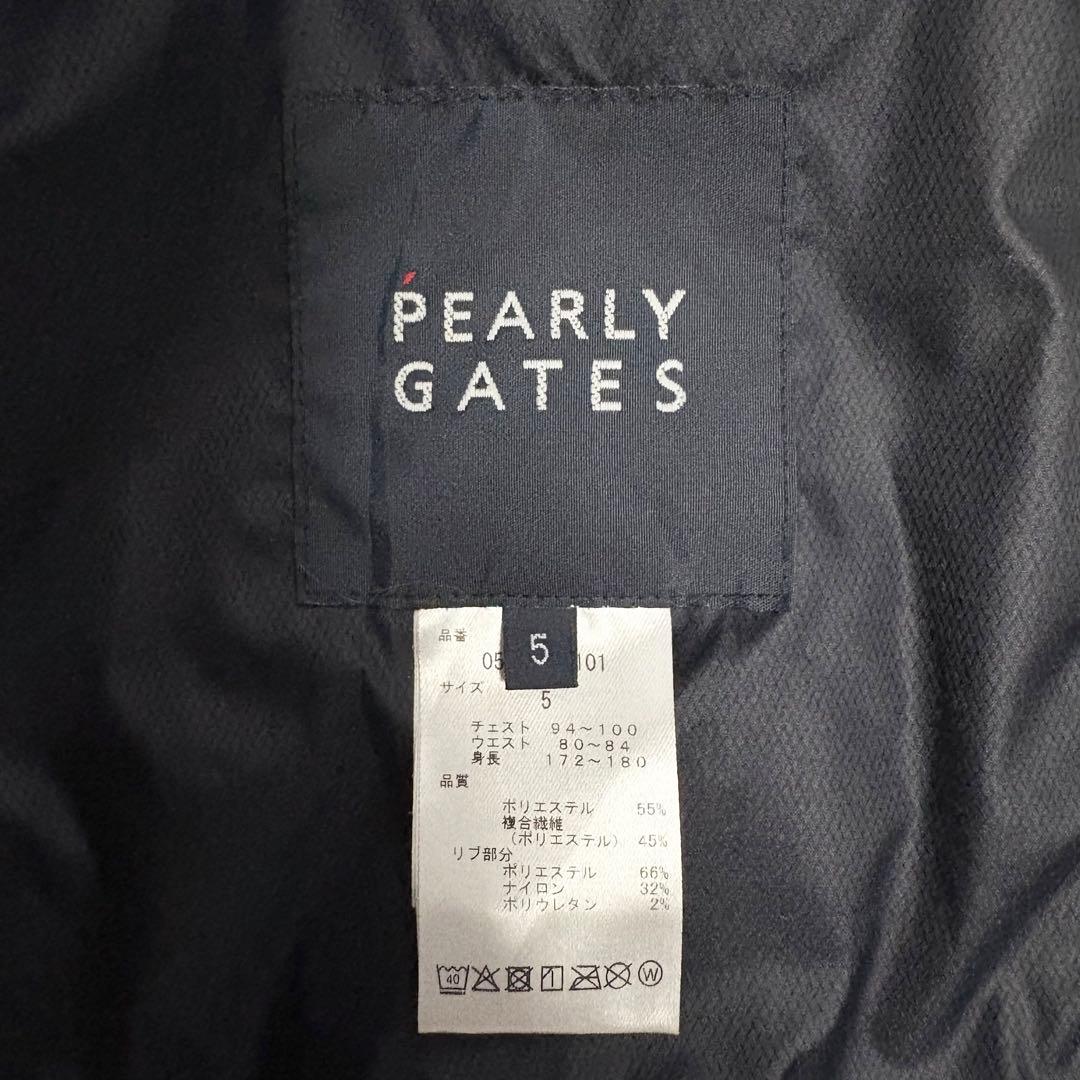 PEARLY
GATES
5
品番
05 101
サイズ
5
チェスト 94～100
ウエスト 80～84
身長 172～180
品質
ポリエステル 55%
複合繊維
(ポリエステル) 45%
リブ部分
ポリエステル 66%
ナイロン 32%
ポリウレタン 2%
40
W